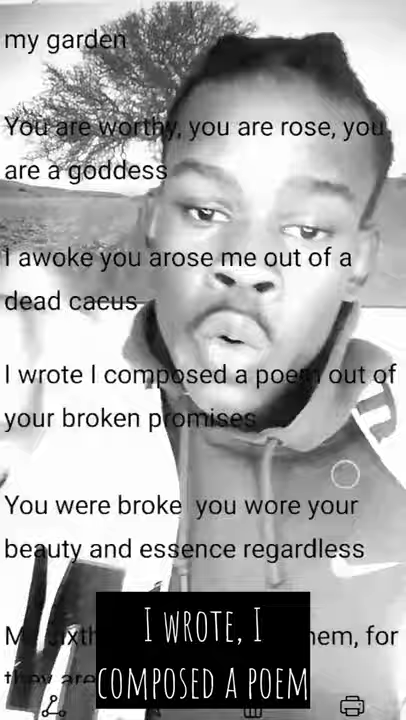 my garden
You are worthy, you are rose, you
are a goddess
I awoke you arose me out of a
dead cacus
I wrote I composed a poem out of
your broken promises
You were broke you wore your
beauty and essence regardless
hem, for
they are
I WROTE, I
COMPOSED A POEM